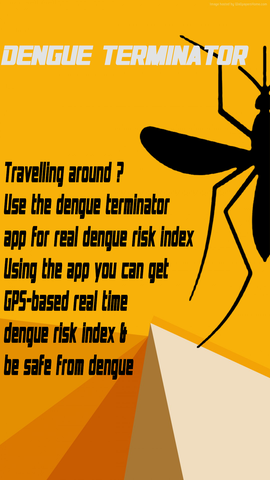 DENGUE TERMINATOR
Travelling around ?
Use the dengue terminator
app for real dengue risk index
Using the app you can get
GPS-based real time
dengue risk index &
be safe from dengue